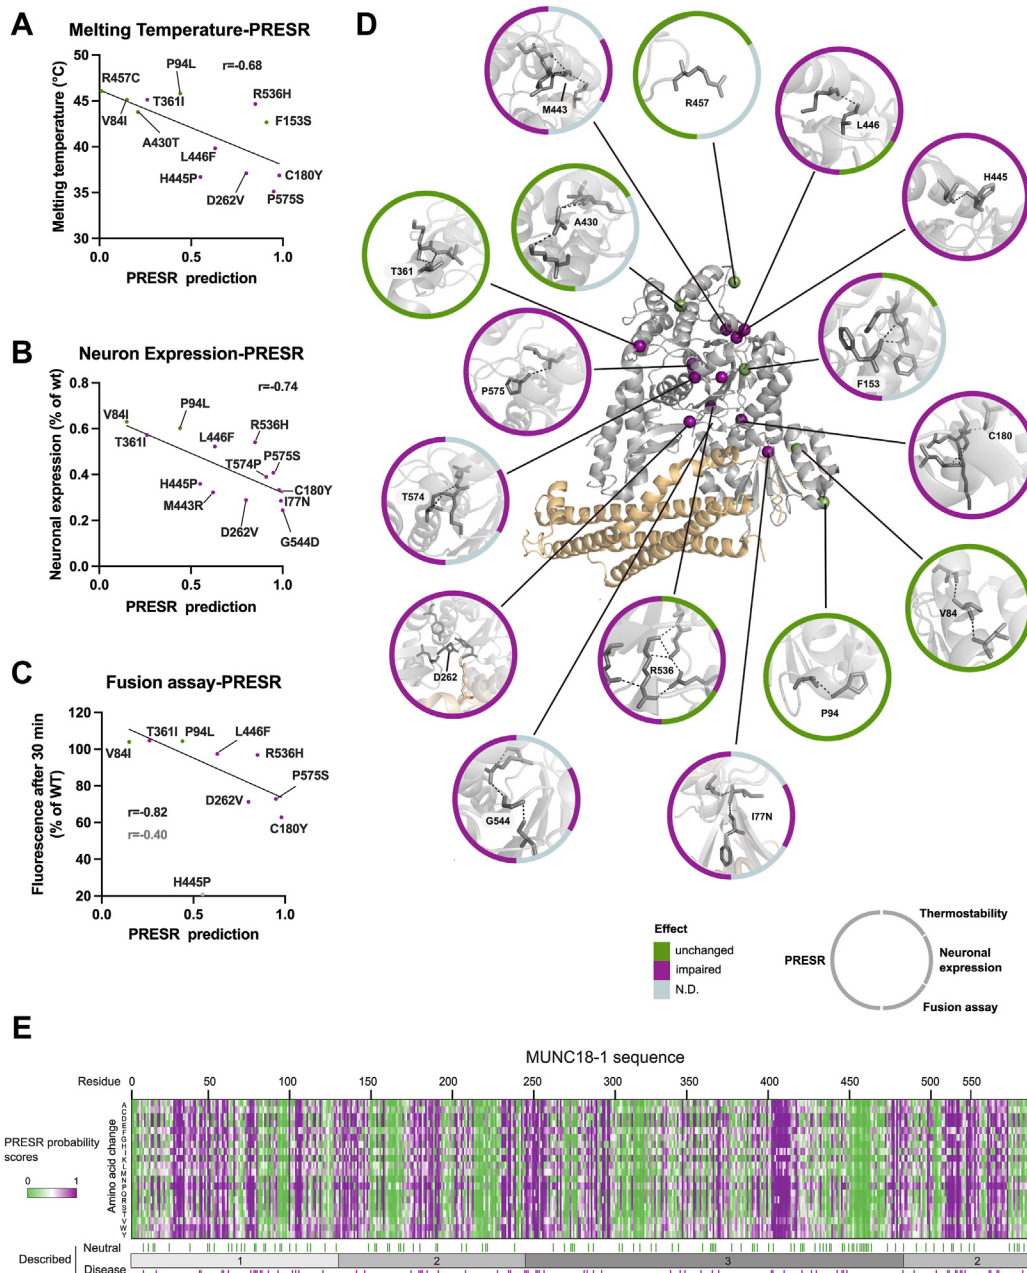 A
Melting Temperature-PRESR
50
45
40
35
30
Melting temperature (°C)
r=-0.68
R457C
P94L
T361I
V84I
A430T
R536H
F153S
L446F
H445P
D262V
C180Y
P575S
0.0
0.5
1.0
PRESR prediction
B
Neuron Expression-PRESR
0.8
0.6
0.4
0.2
0.0
Neuronal expression (% of wt)
r=-0.74
V84I
P94L
T361I
L446F
R536H
T574P
P575S
H445P
M443R
C180Y
I77N
D262V
G544D
0.0
0.5
1.0
PRESR prediction
C
Fusion assay-PRESR
120
100
80
60
40
20
Fluorescence after 30 min
(% of WT)
T361I
P94L
L446F
V84I
R536H
P575S
D262V
C180Y
r=-0.82
r=-0.40
H445P
0.0
0.5
1.0
PRESR prediction
D
M443
R457
L446
H445
A430
T361
F153
P575
C180
T574
V84
D262
R536
P94
G544
I77N
Effect
unchanged
impaired
N.D.
PRESR
Thermostability
Neuronal
expression
Fusion assay
E
MUNC18-1 sequence
Residue
0 50 100 150 200 250 300 350 400 450 500 550
PRESR probability
scores
0 1
Amino acid change
A
C
D
E
F
G
H
I
K
L
M
N
P
Q
R
S
T
V
W
Y
Described
Neutral
1 2 3 2
Disease